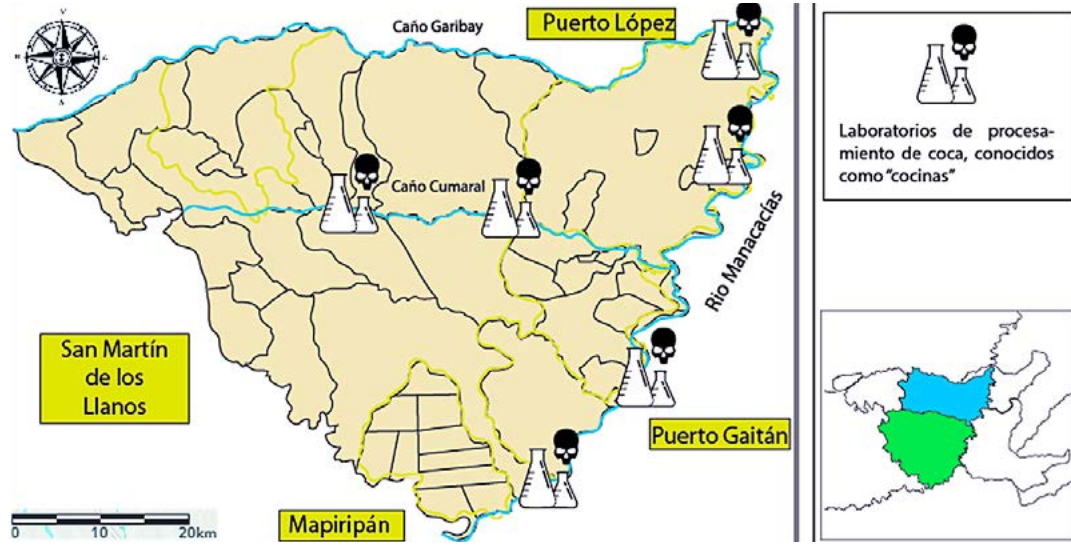 Caño Garibay
Puerto López
Caño Cumaral
Rio Manacacías
San Martín
de los
Llanos
Puerto Gaitán
Mapiripán
0 10 20km
Laboratorios de procesa-
miento de coca, conocidos
como "cocinas"